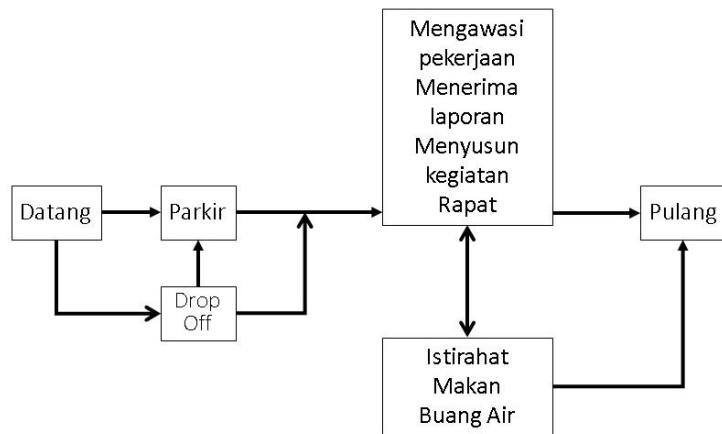 Mengawasi
pekerjaan
Menerima
laporan
Menyusun
kegiatan
Rapat
Datang
Parkir
Pulang
Drop
Off
Istirahat
Makan
Buang Air